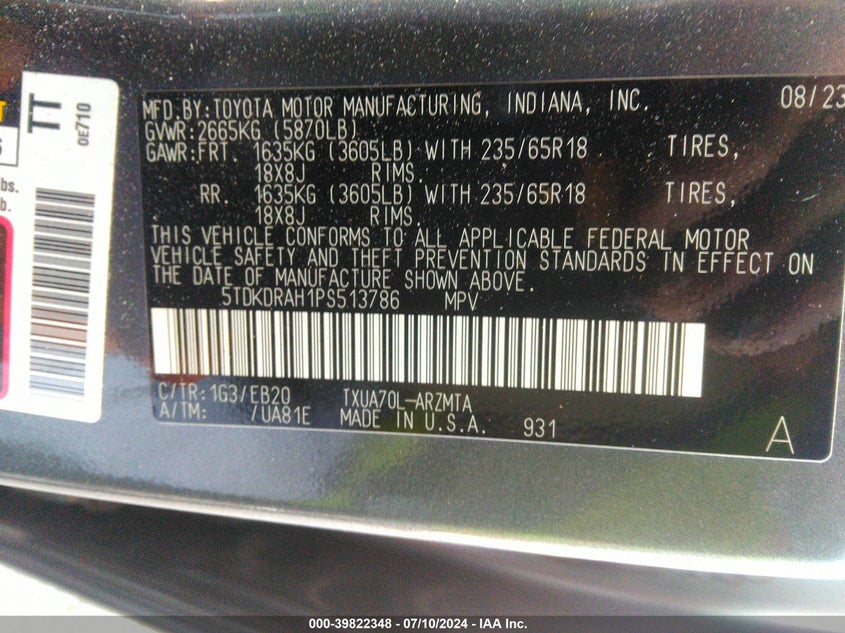 MFD.BY:TOYOTA MOTOR MANUFACTURING, INDIANA, INC. 08/23
GVWR:2665KG (5870LB)
GAWR:FRT. 1635KG (3605LB) WITH 235/65R18 TIRES,
18X8J RIMS.
RR. 1635KG (3605LB) WITH 235/65R18 TIRES,
18X8J RIMS.
THIS VEHICLE CONFORMS TO ALL APPLICABLE FEDERAL MOTOR
VEHICLE SAFETY AND THEFT PREVENTION STANDARDS IN EFFECT ON
THE DATE OF MANUFACTURE SHOWN ABOVE.
5TDKDRAH1PS513786 MPV
C/TR:1G3/EB20 TXUA70L-ARZMTA
A/TM: /UA81E MADE IN U.S.A. 931
A
TT
0E710
lbs.
lb.
000-39822348 - 07/10/2024 - IAA Inc.